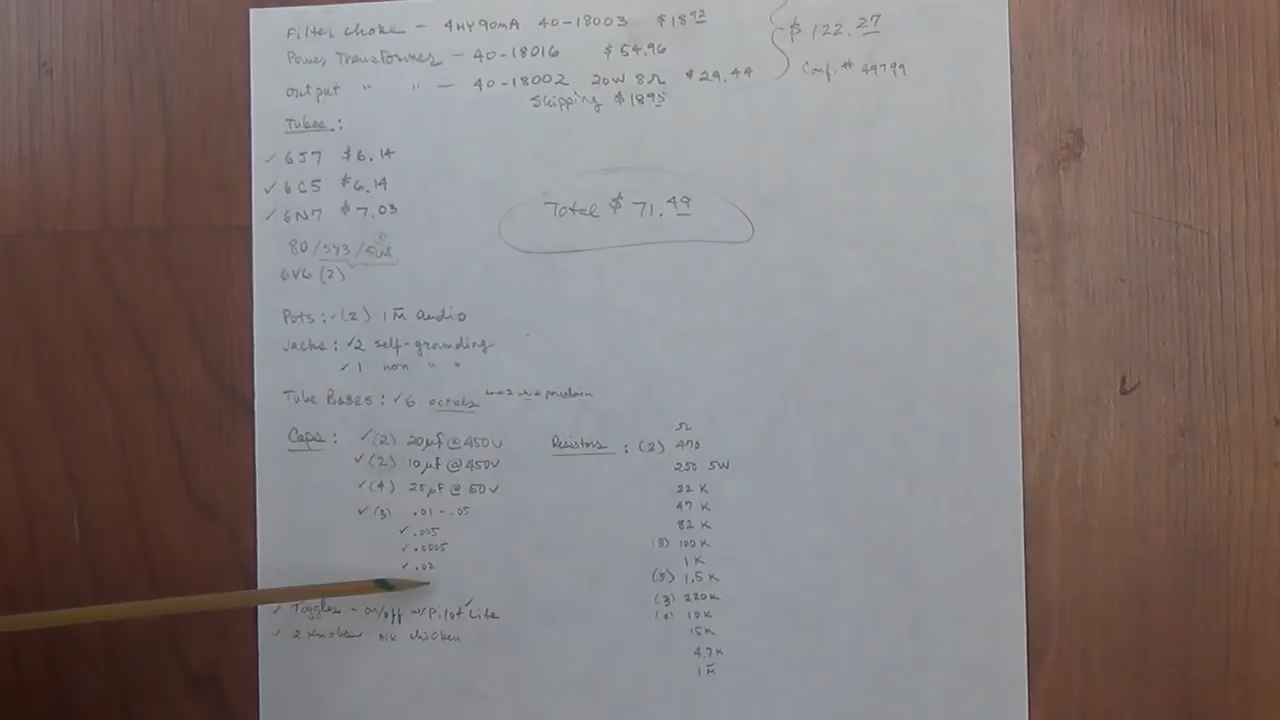 Filter Choke - 4HY90mA 40-18003 $18.92
Power Transformer - 40-18016 $54.96
$122.27
Output " " - 40-18002 20W 8Ω $29.44
Conf. # 49799
Shipping $18.95
Tubes:
✓ 6J7 $6.14
✓ 6C5 $6.14
✓ 6N7 $7.03
Total $71.49
80/5Y3/
6V6 (2)
Pots: ✓(2) 1M audio
Jacks: ✓2 self-grounding
✓1 non " "
Tube Bases: ✓6 octals porcelain
Caps: ✓(2) 20µF@450V
✓(2) 10µF@450V
✓(4) 25µF@50V
✓(3) .01-.05
✓.005
✓.0005
✓.02
Resistors: (2) 470 Ω
250 5W
22K
47K
82K
(3) 100K
1K
1.5K
(3) 220K
10K
15K
4.7K
1M
✓ Toggles - on/off w/Pilot ✓Lite
✓ 2 Knobs blk chicken